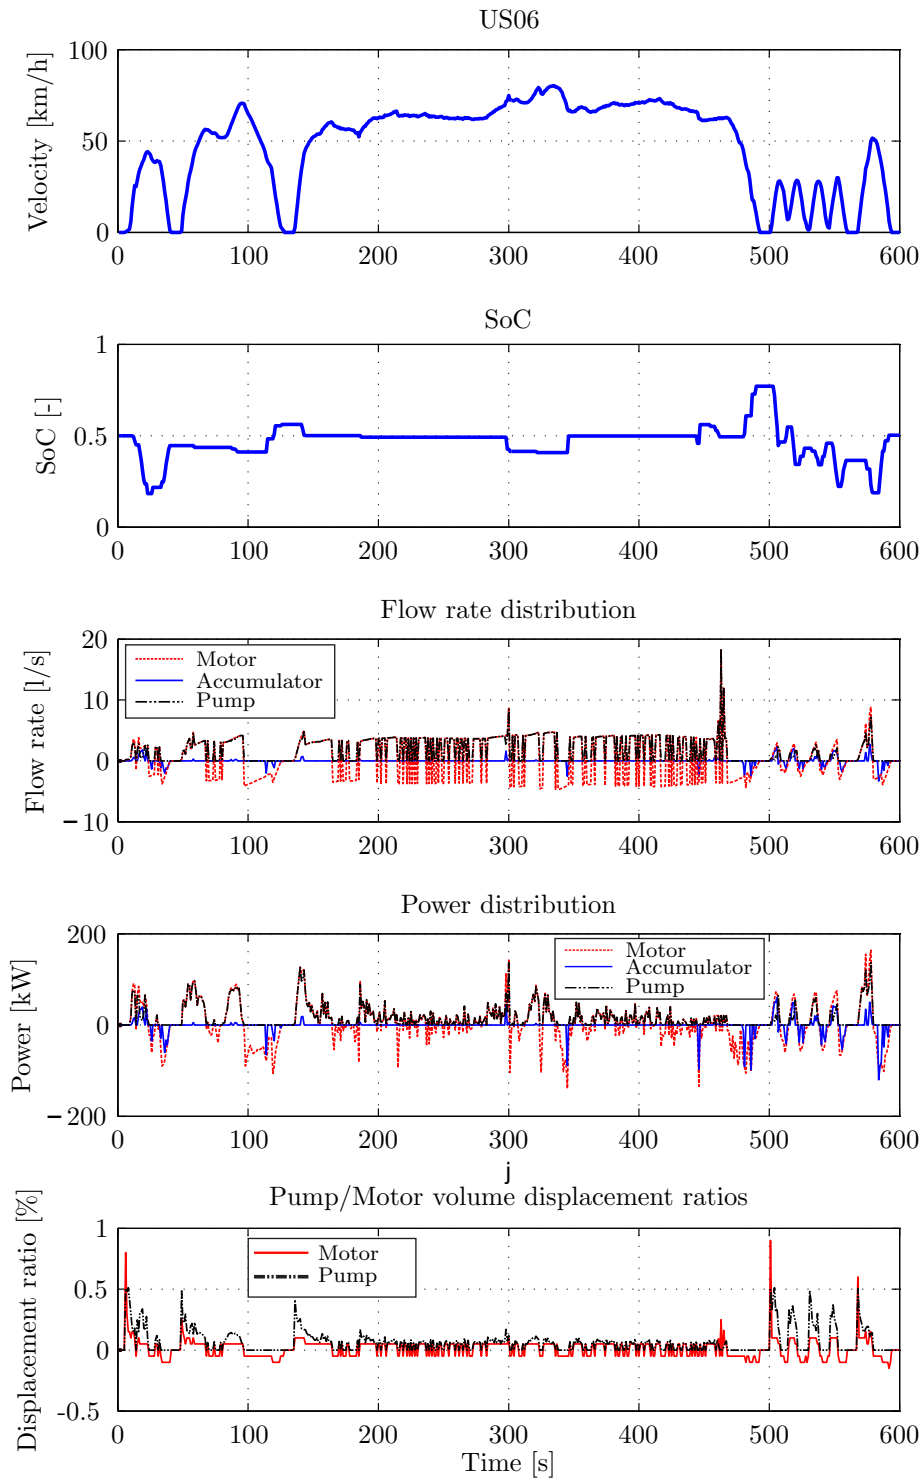 US06
Velocity [km/h]
100
50
0
0 100 200 300 400 500 600
SoC
SoC [-]
1
0.5
0
0 100 200 300 400 500 600
Flow rate distribution
Flow rate [l/s]
20
10
0
−10
Motor
Accumulator
Pump
0 100 200 300 400 500 600
Power distribution
Power [kW]
200
0
−200
Motor
Accumulator
Pump
0 100 200 300 400 500 600
j
Pump/Motor volume displacement ratios
Displacement ratio [%]
1
0.5
0
-0.5
Motor
Pump
0 100 200 300 400 500 600
Time [s]